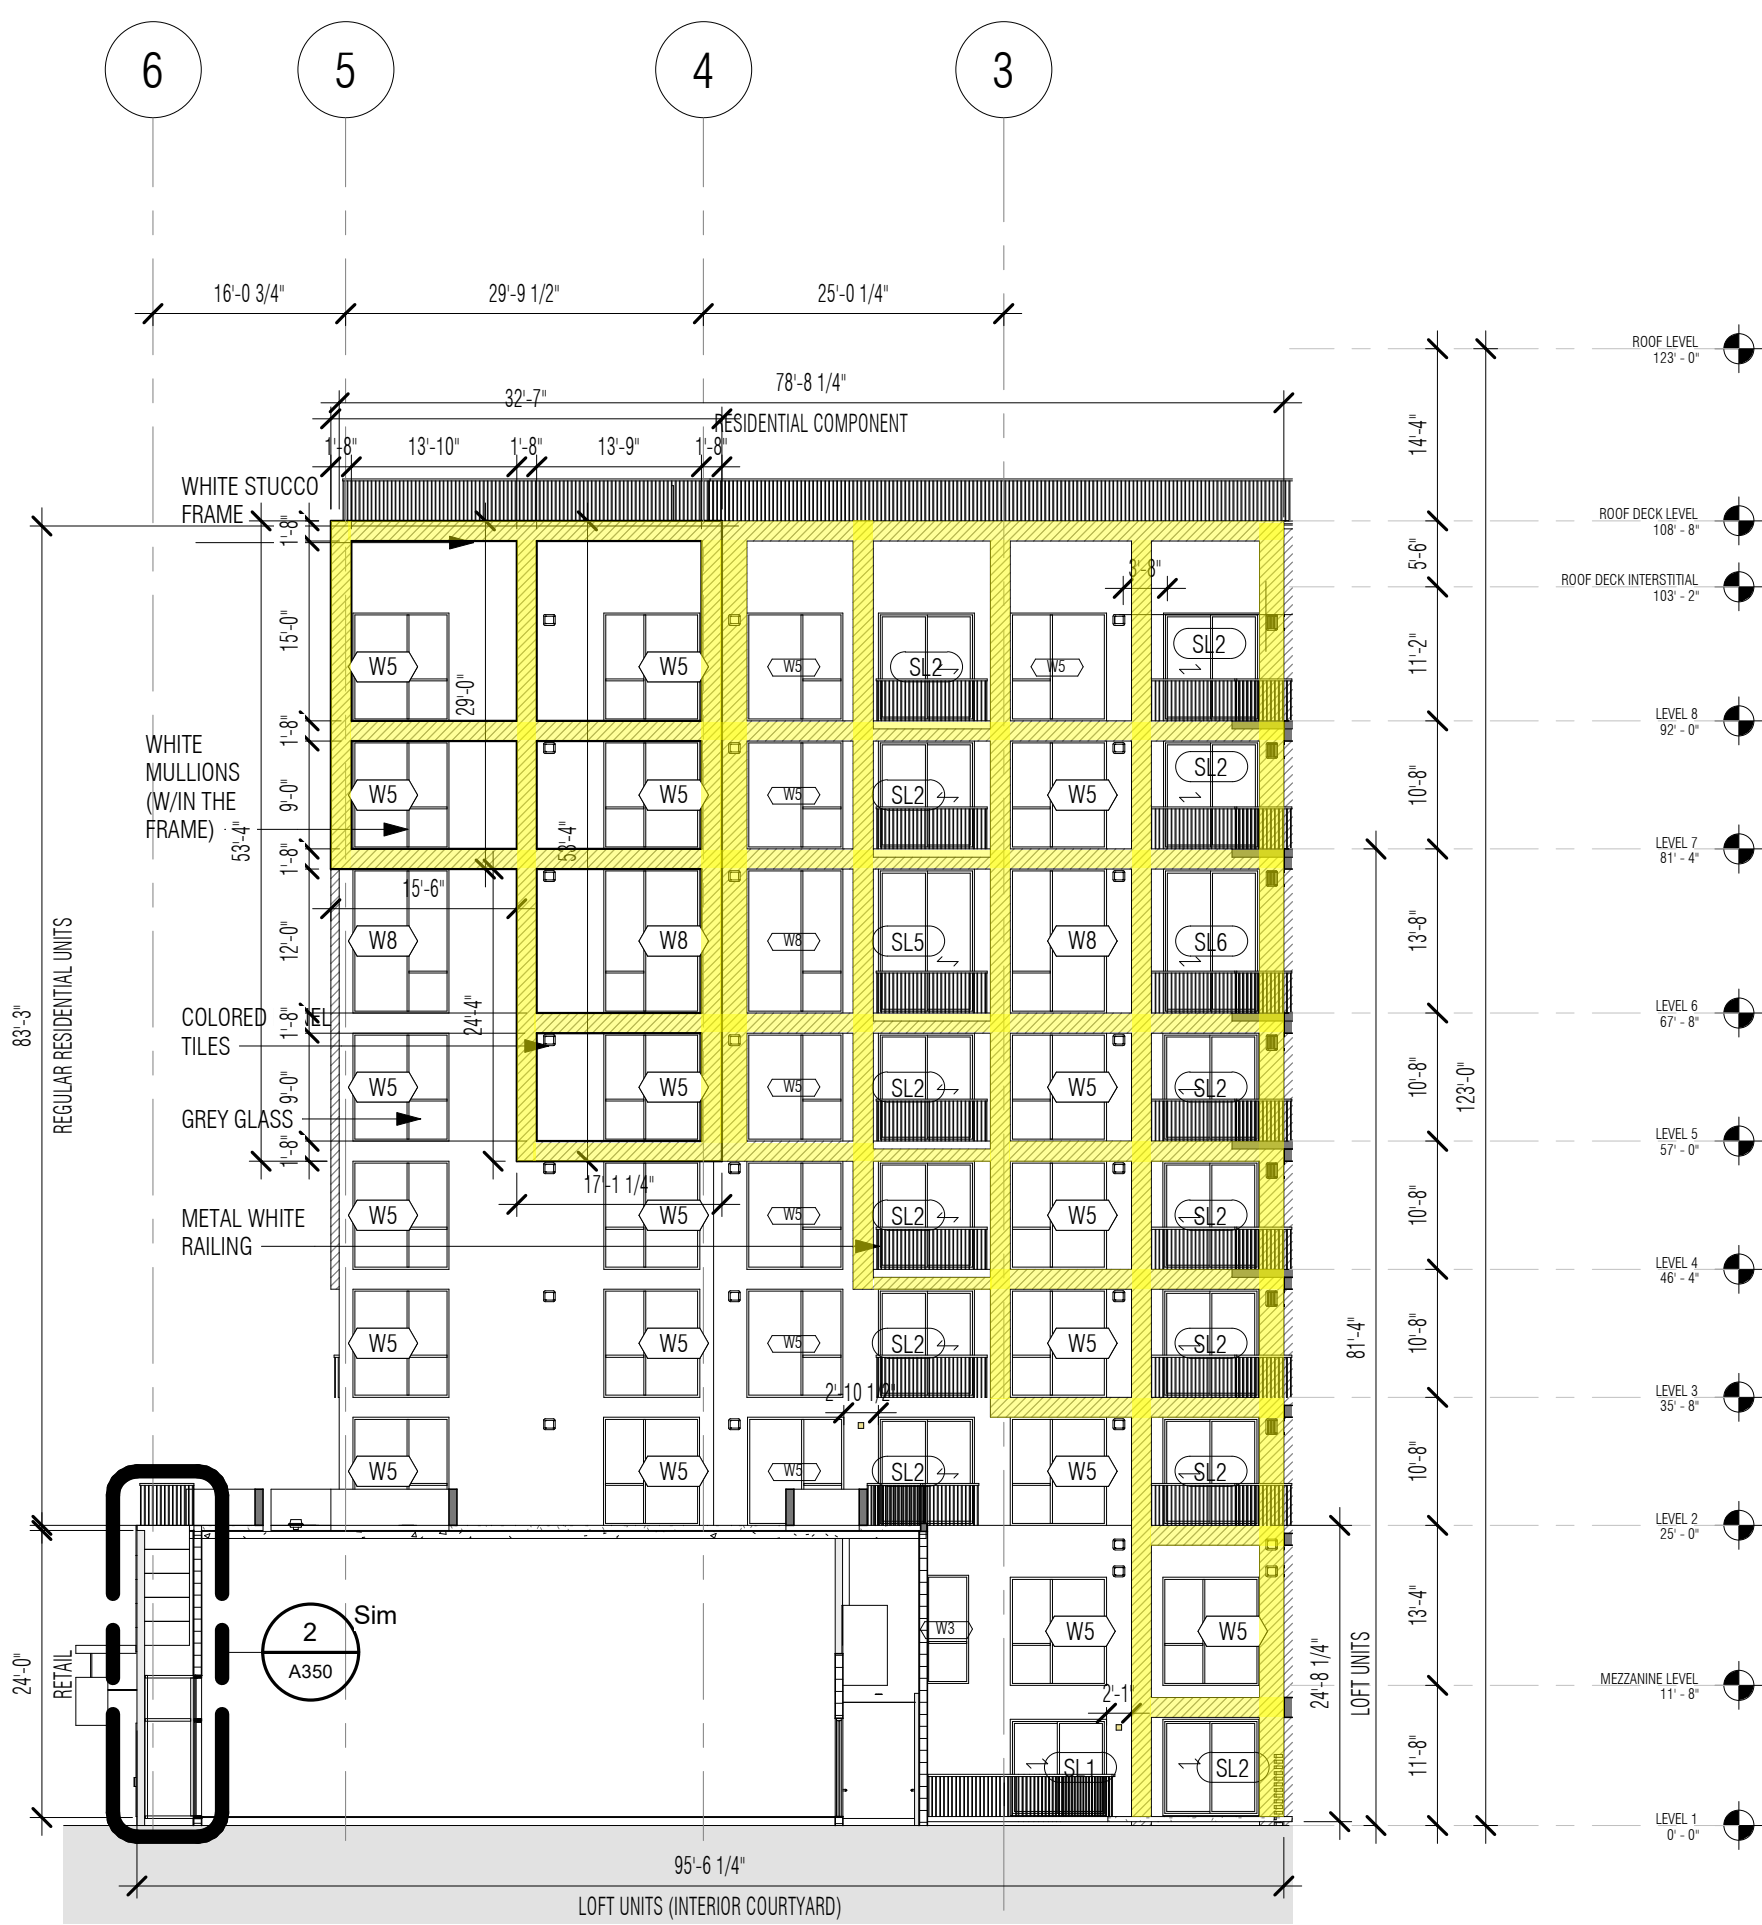 6
5
4
3
16'-0 3/4"
29'-9 1/2"
25'-0 1/4"
ROOF LEVEL
123' - 0"
78'-8 1/4"
32'-7"
RESIDENTIAL COMPONENT
14'-4"
1'-8"
13'-10"
1'-8"
13'-9"
1'-8"
WHITE STUCCO
FRAME
1'-8"
ROOF DECK LEVEL
108' - 8"
5'-6"
3'-8"
ROOF DECK INTERSTITIAL
103' - 2"
15'-0"
W5
W5
W5
SL2
W5
SL2
11'-2"
29'-0"
1'-8"
LEVEL 8
92' - 0"
WHITE
MULLIONS
(W/IN THE
FRAME)
9'-0"
W5
W5
W5
SL2
W5
SL2
10'-8"
53'-4"
53'-4"
1'-8"
LEVEL 7
81' - 4"
15'-6"
12'-0"
W8
W8
W8
SL5
W8
SL6
13'-8"
83'-3"
REGULAR RESIDENTIAL UNITS
COLORED
EL
TILES
1'-8"
24'-4"
LEVEL 6
67' - 8"
9'-0"
W5
W5
W5
SL2
W5
SL2
10'-8"
123'-0"
GREY GLASS
1'-8"
LEVEL 5
57' - 0"
17'-1 1/4"
METAL WHITE
RAILING
W5
W5
W5
SL2
W5
SL2
10'-8"
LEVEL 4
46' - 4"
W5
W5
W5
SL2
W5
SL2
81'-4"
10'-8"
2'-10 1/2"
LEVEL 3
35' - 8"
W5
W5
W5
SL2
W5
SL2
10'-8"
LEVEL 2
25' - 0"
2
A350
Sim
W3
W5
W5
13'-4"
24'-0"
RETAIL
24'-8 1/4"
LOFT UNITS
MEZZANINE LEVEL
11' - 8"
2'-1"
SL1
SL2
11'-8"
LEVEL 1
0' - 0"
95'-6 1/4"
LOFT UNITS (INTERIOR COURTYARD)